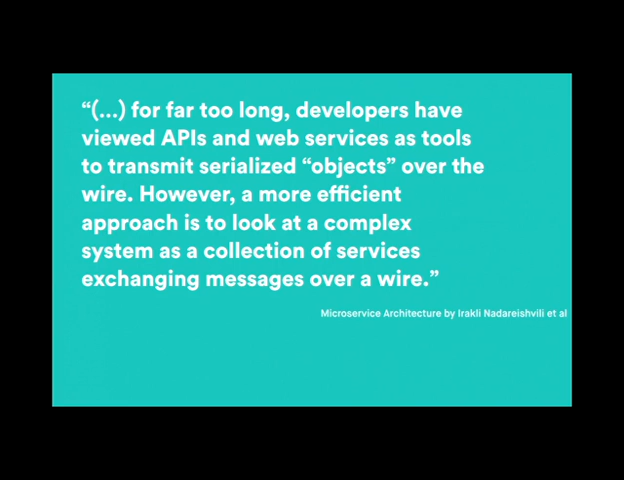 “(...) for far too long, developers have
viewed APIs and web services as tools
to transmit serialized “objects” over the
wire. However, a more efficient
approach is to look at a complex
system as a collection of services
exchanging messages over a wire.”
Microservice Architecture by Irakli Nadareishvili et al